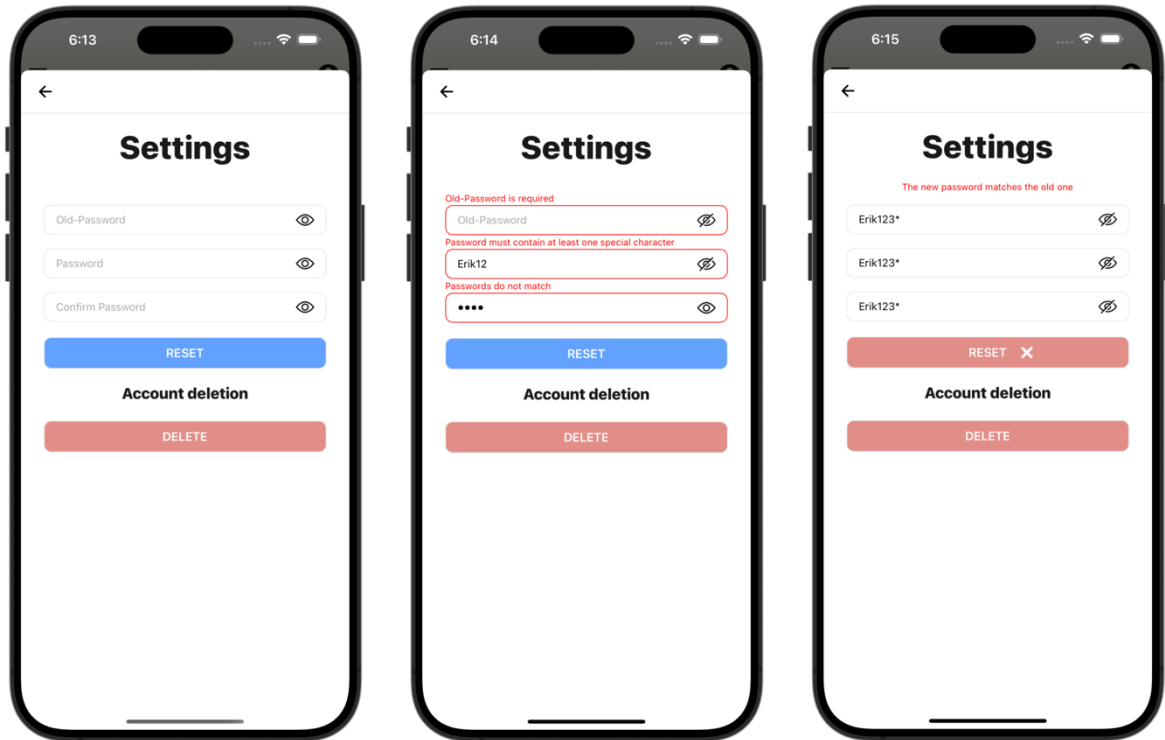 6:13
Settings
Old-Password
Password
Confirm Password
RESET
Account deletion
DELETE
6:14
Settings
Old-Password is required
Old-Password
Password must contain at least one special character
Erik12
Passwords do not match
••••
RESET
Account deletion
DELETE
6:15
Settings
The new password matches the old one
Erik123*
Erik123*
Erik123*
RESET
Account deletion
DELETE